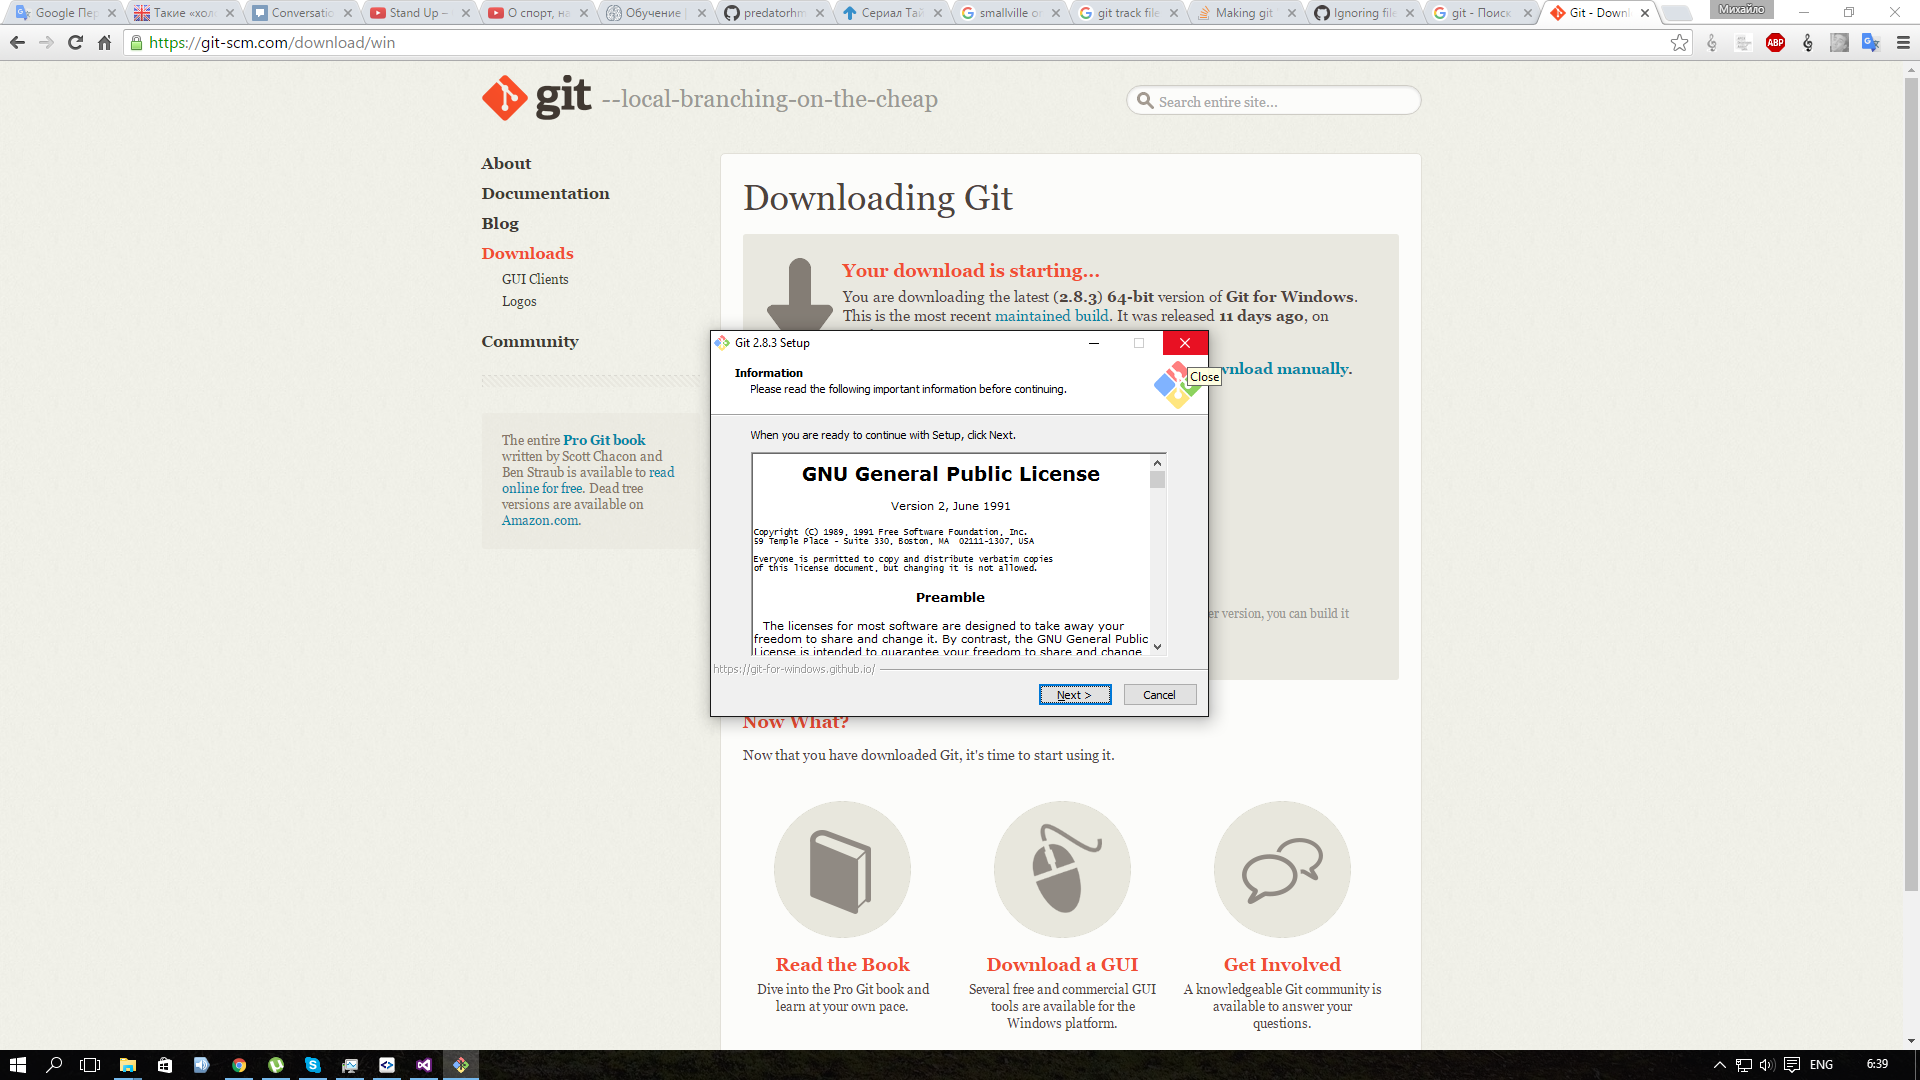 Google Пер
Такие «хол
Conversatio
Stand Up –
О спорт, на
Обучение
predatorhm
Сериал Тай
smallville or
git track file
Making git
Ignoring file
git - Поиск
Git - Downl
Михайло
https://git-scm.com/download/win
ABP
git --local-branching-on-the-cheap
Search entire site...
About
Documentation
Blog
Downloads
GUI Clients
Logos
Community
The entire Pro Git book
written by Scott Chacon and
Ben Straub is available to read
online for free. Dead tree
versions are available on
Amazon.com.
Downloading Git
Your download is starting...
You are downloading the latest (2.8.3) 64-bit version of Git for Windows.
This is the most recent maintained build. It was released 11 days ago, on
wnload manually.
er version, you can build it
Git 2.8.3 Setup
Close
Information
Please read the following important information before continuing.
When you are ready to continue with Setup, click Next.
GNU General Public License
Version 2, June 1991
Copyright (C) 1989, 1991 Free Software Foundation, Inc.
59 Temple Place - Suite 330, Boston, MA  02111-1307, USA
Everyone is permitted to copy and distribute verbatim copies
of this license document, but changing it is not allowed.
Preamble
The licenses for most software are designed to take away your
freedom to share and change it. By contrast, the GNU General Public
License is intended to guarantee your freedom to share and change
https://git-for-windows.github.io/
Next >
Cancel
Now What?
Now that you have downloaded Git, it's time to start using it.
Read the Book
Dive into the Pro Git book and
learn at your own pace.
Download a GUI
Several free and commercial GUI
tools are available for the
Windows platform.
Get Involved
A knowledgeable Git community is
available to answer your
questions.
ENG
6:39